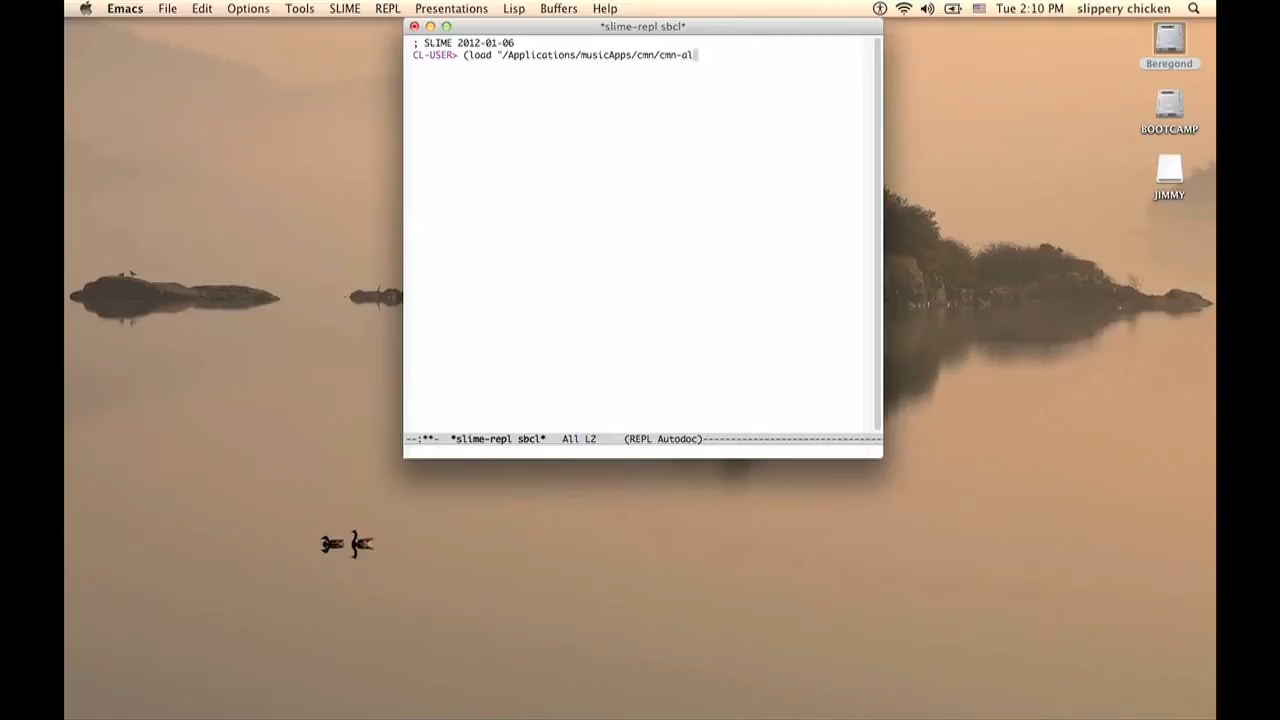 Emacs File Edit Options Tools SLIME REPL Presentations Lisp Buffers Help Tue 2:10 PM slippery chicken
*slime-repl sbcl*
; SLIME 2012-01-06
CL-USER> (load "/Applications/musicApps/cmn/cmn-al
--:**- *slime-repl sbcl* All L2 (REPL Autodoc)----------------------------------
Beregond
BOOTCAMP
JIMMY